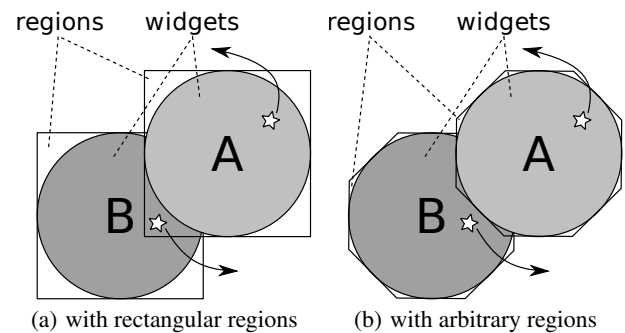 regions widgets
regions widgets
A
A
B
B
(a) with rectangular regions
(b) with arbitrary regions